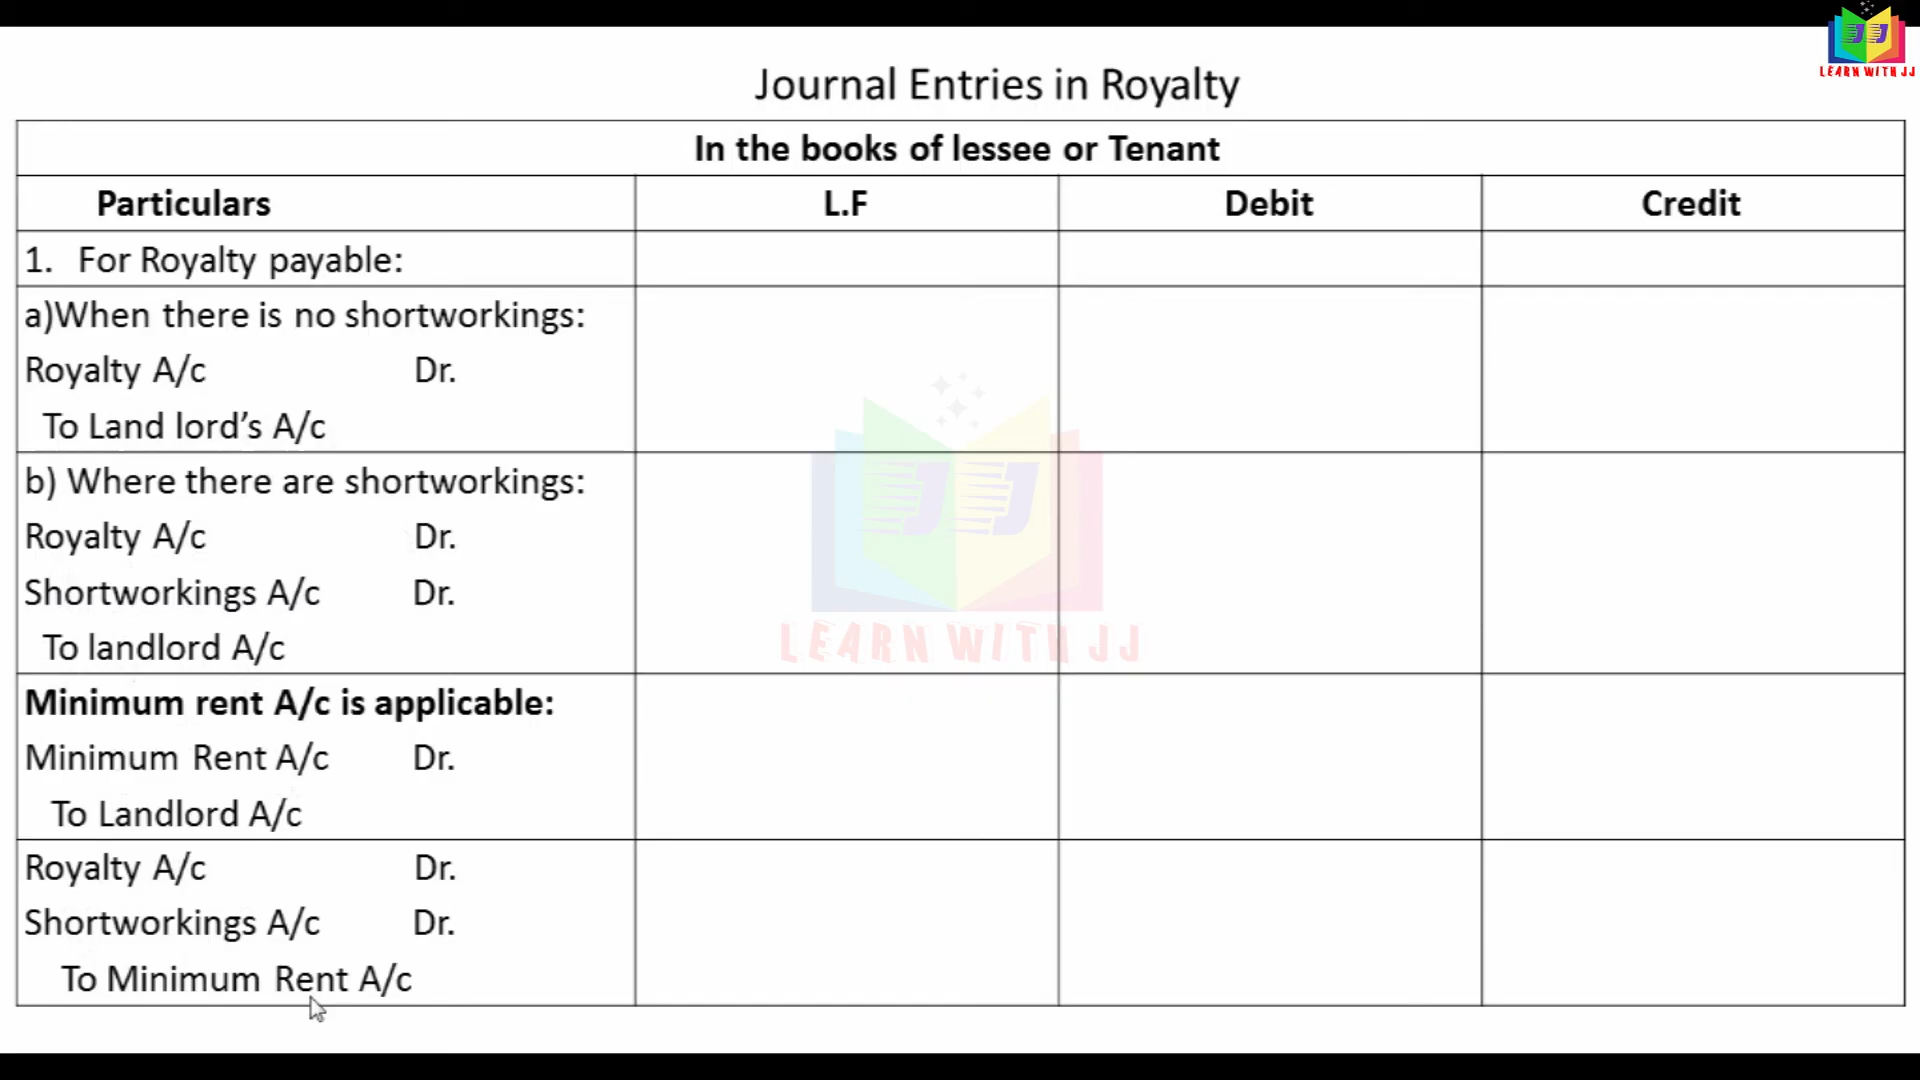 LEARN WITH JJ
Journal Entries in Royalty
In the books of lessee or Tenant
Particulars L.F Debit Credit
1. For Royalty payable:
a)When there is no shortworkings:
Royalty A/c Dr.
To Land lord’s A/c
b) Where there are shortworkings:
Royalty A/c Dr.
Shortworkings A/c Dr.
To landlord A/c
Minimum rent A/c is applicable:
Minimum Rent A/c Dr.
To Landlord A/c
Royalty A/c Dr.
Shortworkings A/c Dr.
To Minimum Rent A/c
JJ
LEARN WITH JJ